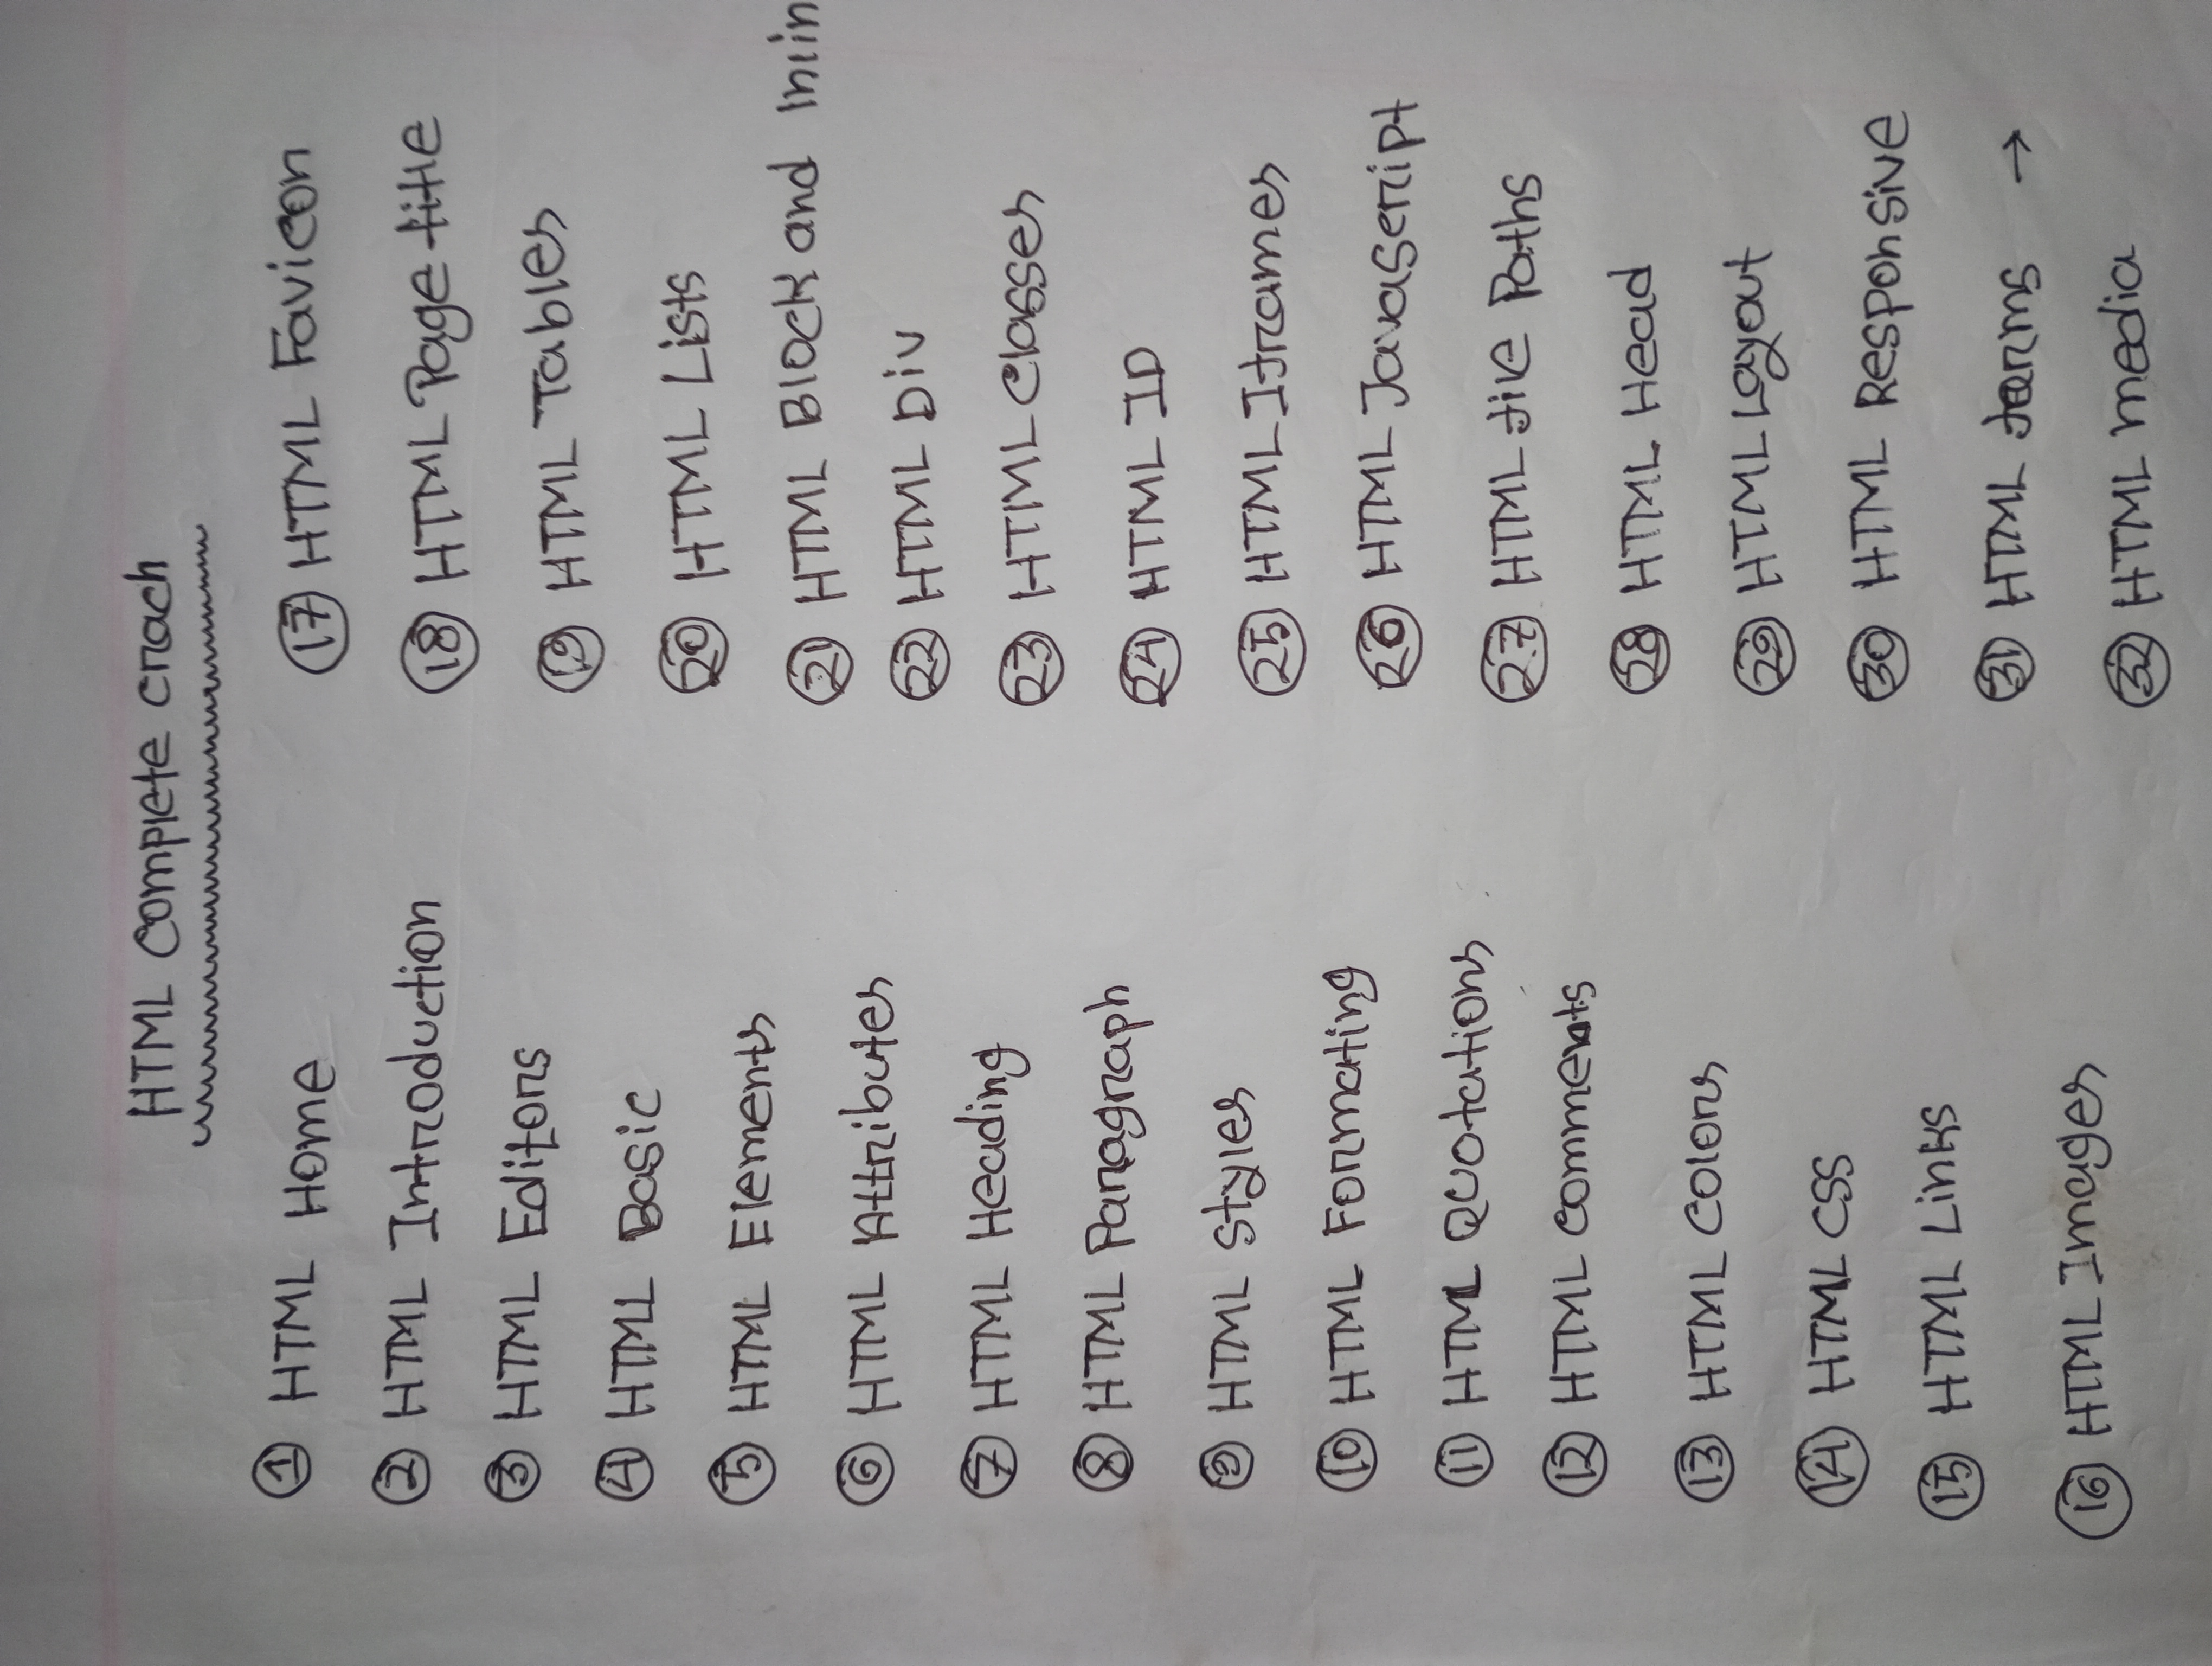 HTML Complete crach
1 HTML Home
2 HTML Introduction
3 HTML Editors
4 HTML Basic
5 HTML Elements
6 HTML Attributes
7 HTML Heading
8 HTML Paragraph
9 HTML Styles
10 HTML Formating
11 HTML Quotations
12 HTML comments
13 HTML Colors
14 HTML CSS
15 HTML Links
16 HTML Images
17 HTML Favicon
18 HTML Page title
19 HTML Tables
20 HTML Lists
21 HTML Block and Inlin
22 HTML Div
23 HTML Classes
24 HTML ID
25 HTML Iframes
26 HTML JavaScript
27 HTML file Paths
28 HTML Head
29 HTML Layout
30 HTML Responsive
31 HTML forms →
32 HTML media